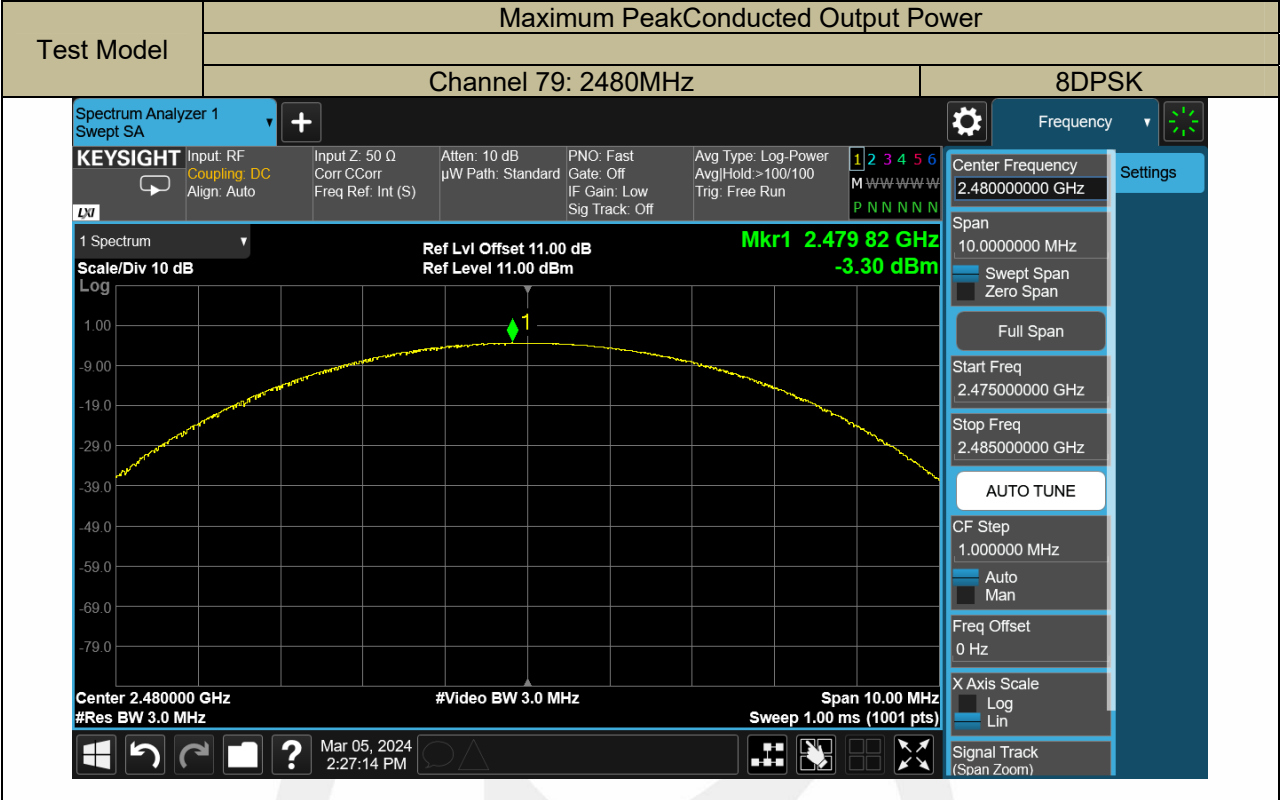 Maximum PeakConducted Output Power
Test Model
Channel 79: 2480MHz 8DPSK
Spectrum Analyzer 1
Swept SA
+
Frequency
KEYSIGHT
LXI
Input: RF
Coupling: DC
Align: Auto
Input Z: 50 Ω
Corr CCorr
Freq Ref: Int (S)
Atten: 10 dB
µW Path: Standard
PNO: Fast
Gate: Off
IF Gain: Low
Sig Track: Off
Avg Type: Log-Power
Avg|Hold:>100/100
Trig: Free Run
1 2 3 4 5 6
M W W W W W
P N N N N N
1 Spectrum
Scale/Div 10 dB
Log
Ref Lvl Offset 11.00 dB
Ref Level 11.00 dBm
Mkr1 2.479 82 GHz
-3.30 dBm
1
1.00
-9.00
-19.0
-29.0
-39.0
-49.0
-59.0
-69.0
-79.0
Center 2.480000 GHz
#Res BW 3.0 MHz
#Video BW 3.0 MHz
Span 10.00 MHz
Sweep 1.00 ms (1001 pts)
Center Frequency
2.480000000 GHz
Settings
Span
10.0000000 MHz
Swept Span
Zero Span
Full Span
Start Freq
2.475000000 GHz
Stop Freq
2.485000000 GHz
AUTO TUNE
CF Step
1.000000 MHz
Auto
Man
Freq Offset
0 Hz
X Axis Scale
Log
Lin
Signal Track
(Span Zoom)
?
Mar 05, 2024
2:27:14 PM